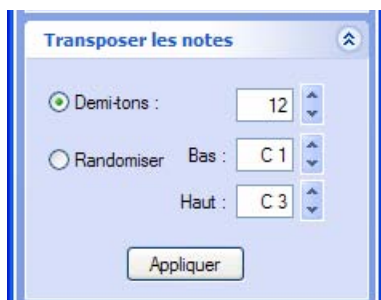 Transposer les notes
Demi-tons : 12
Randomiser Bas : C 1
Haut : C 3
Appliquer